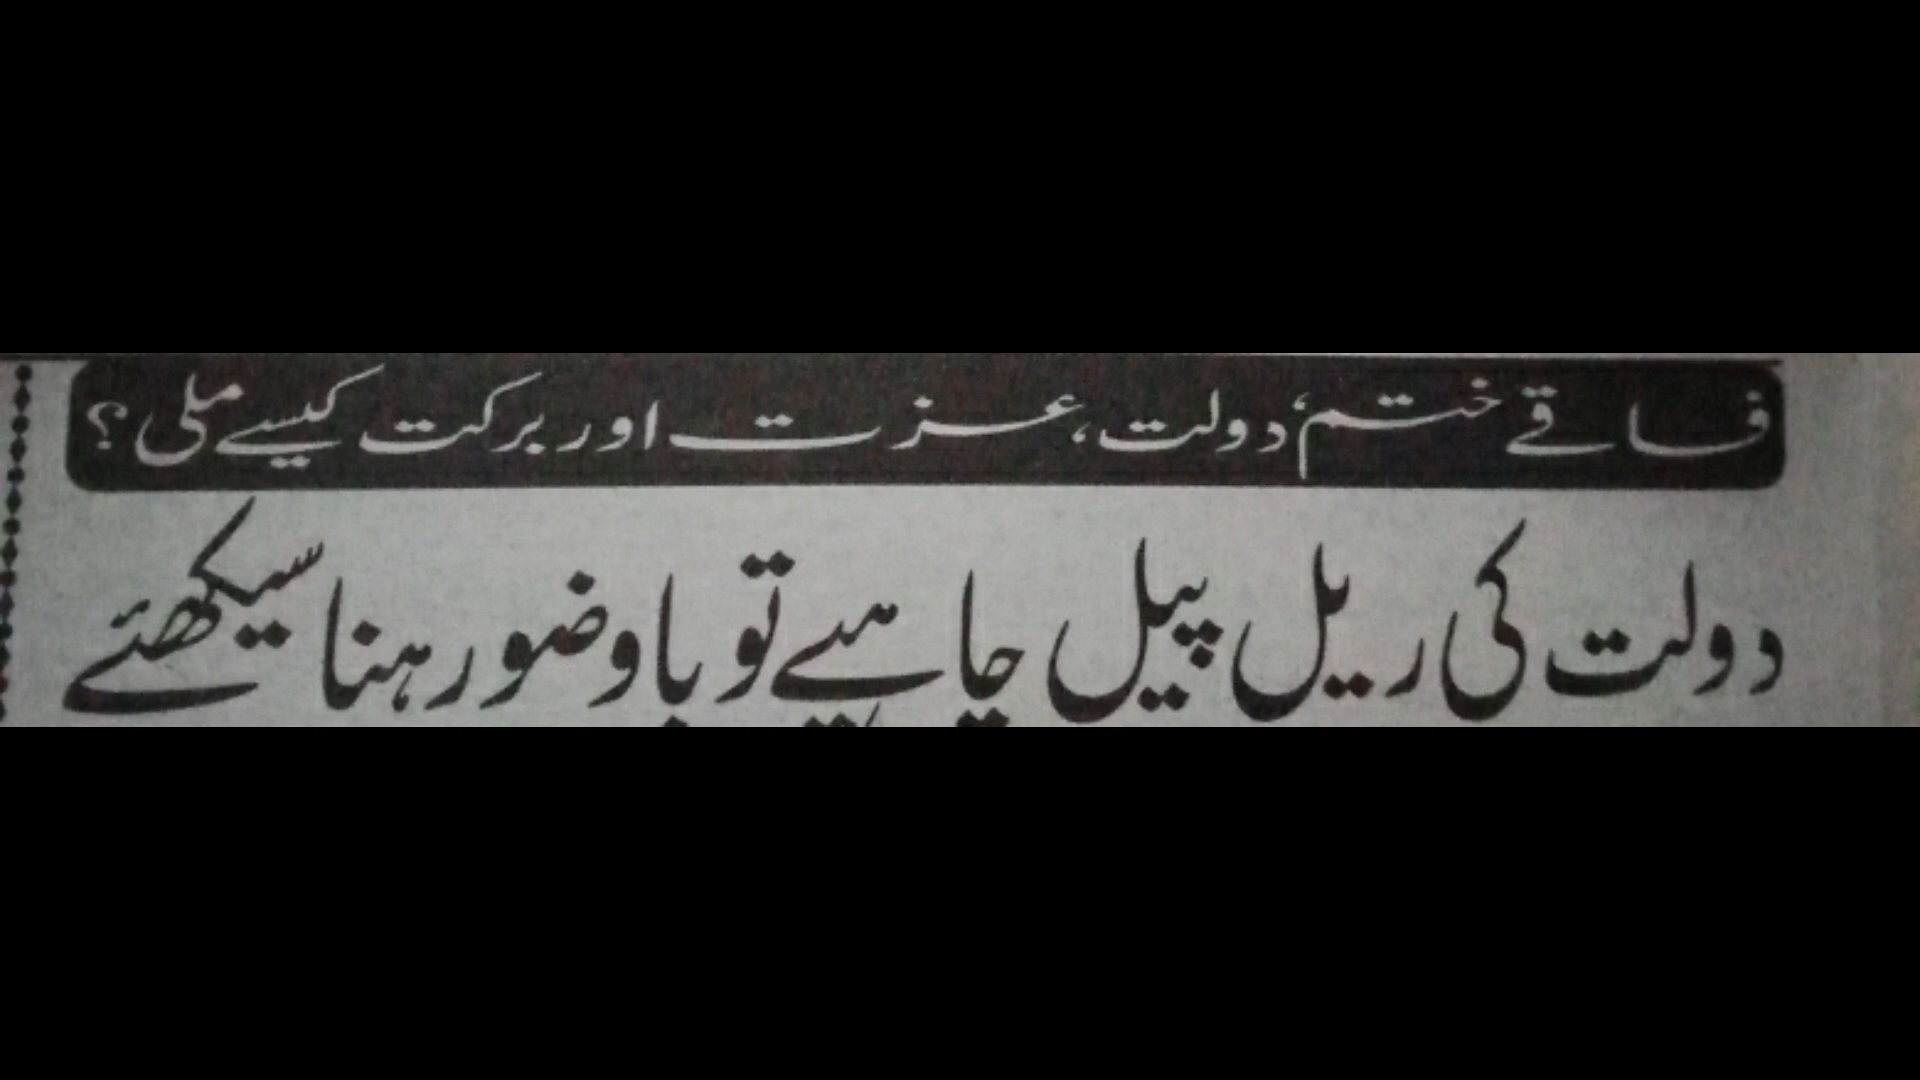 فاقے ختم، دولت، عزت اور برکت کیسے ملی؟
دولت کی ریل پیل چاہیے تو باوضو رہنا سیکھئے